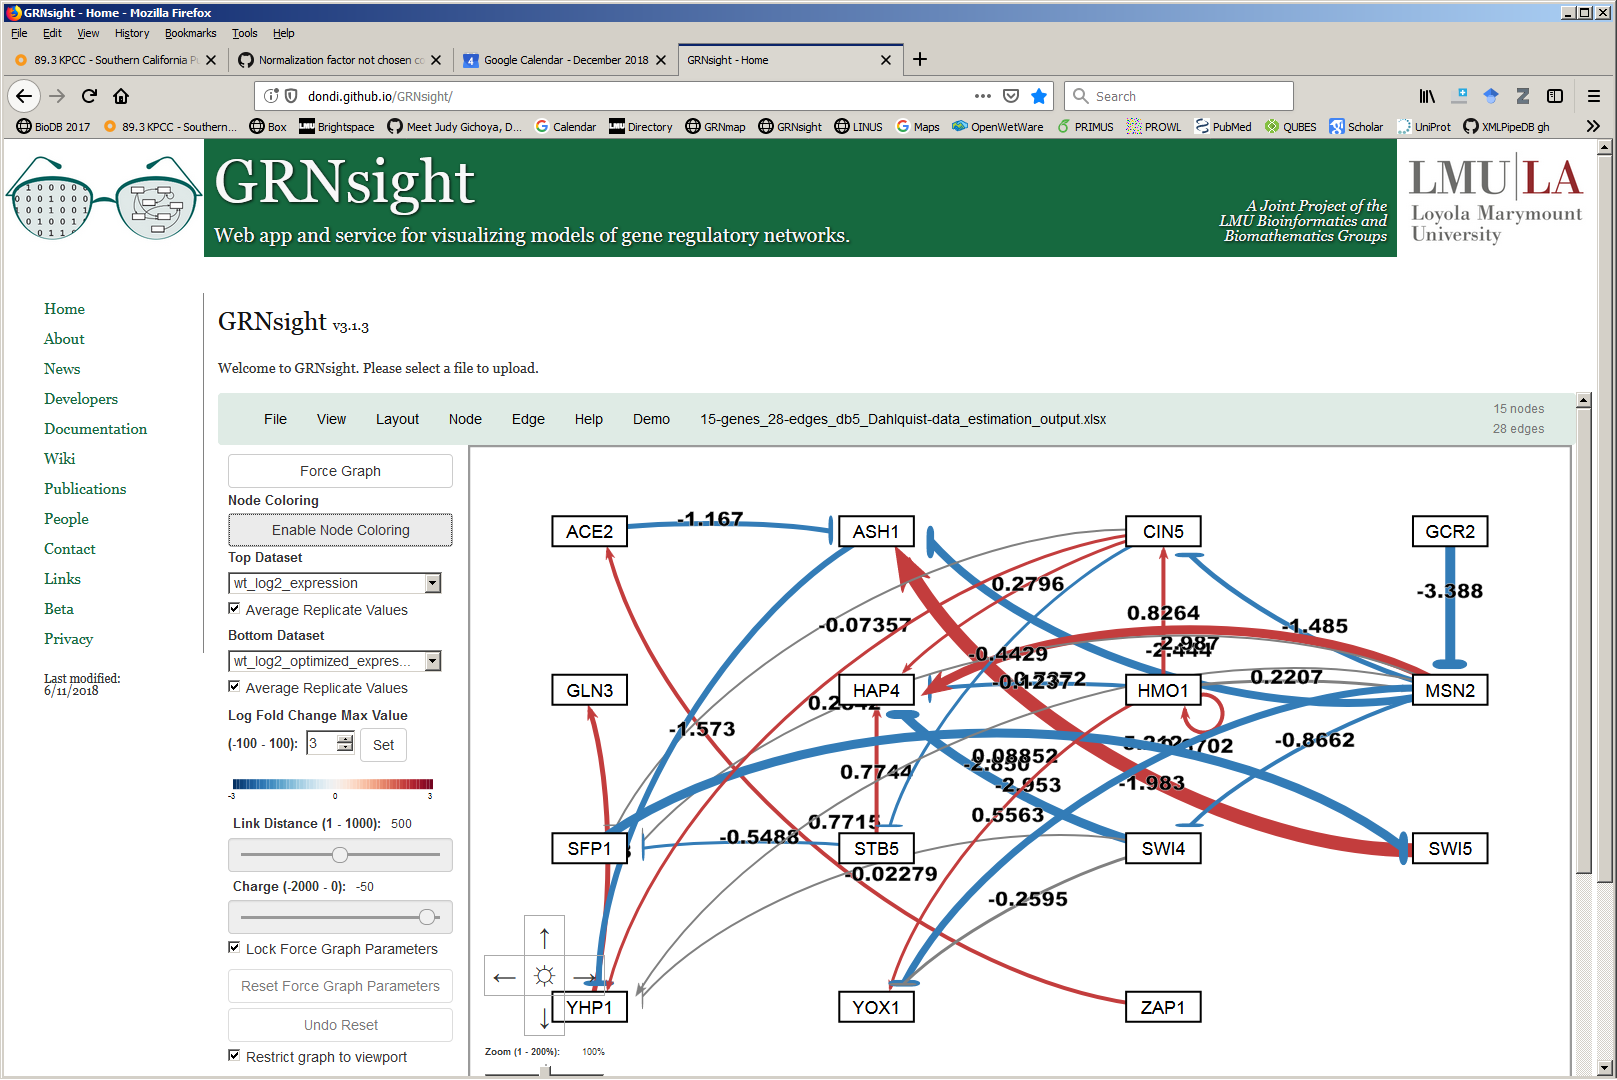 GRNsight - Home - Mozilla Firefox
File Edit View History Bookmarks Tools Help
89.3 KPCC - Southern California Pu
Normalization factor not chosen co
Google Calendar - December 2018
GRNsight - Home
dondi.github.io/GRNsight/
Search
BioDB 2017 89.3 KPCC - Southern... Box Brightspace Meet Judy Gichoya, D... Calendar Directory GRNmap GRNsight LINUS Maps OpenWetWare PRIMUS PROWL PubMed QUBES Scholar UniProt XMLPipeDB gh
GRNsight
Web app and service for visualizing models of gene regulatory networks.
A Joint Project of the
LMU Bioinformatics and
Biomathematics Groups
LMU LA
Loyola Marymount
University
Home
About
News
Developers
Documentation
Wiki
Publications
People
Contact
Links
Beta
Privacy
Last modified:
6/11/2018
GRNsight v3.1.3
Welcome to GRNsight. Please select a file to upload.
File View Layout Node Edge Help Demo 15-genes_28-edges_db5_Dahlquist-data_estimation_output.xlsx
15 nodes
28 edges
Force Graph
Node Coloring
Enable Node Coloring
Top Dataset
wt_log2_expression
Average Replicate Values
Bottom Dataset
wt_log2_optimized_expres...
Average Replicate Values
Log Fold Change Max Value
(-100 - 100): 3 Set
-3 0 3
Link Distance (1 - 1000): 500
Charge (-2000 - 0): -50
Lock Force Graph Parameters
Reset Force Graph Parameters
Undo Reset
Restrict graph to viewport
ACE2 -1.167 ASH1 CIN5 GCR2
0.2796 -3.388
-0.07357 0.8264 -1.485
-0.4429 -2.444
GLN3 HAP4 HMO1 0.2207 MSN2
-1.573 -0.8662
0.08852
0.7744 -2.953 -1.983
0.7715 0.5563
-0.5488
SFP1 STB5 SWI4 SWI5
-0.02279
-0.2595
YHP1 YOX1 ZAP1
Zoom (1 - 200%): 100%